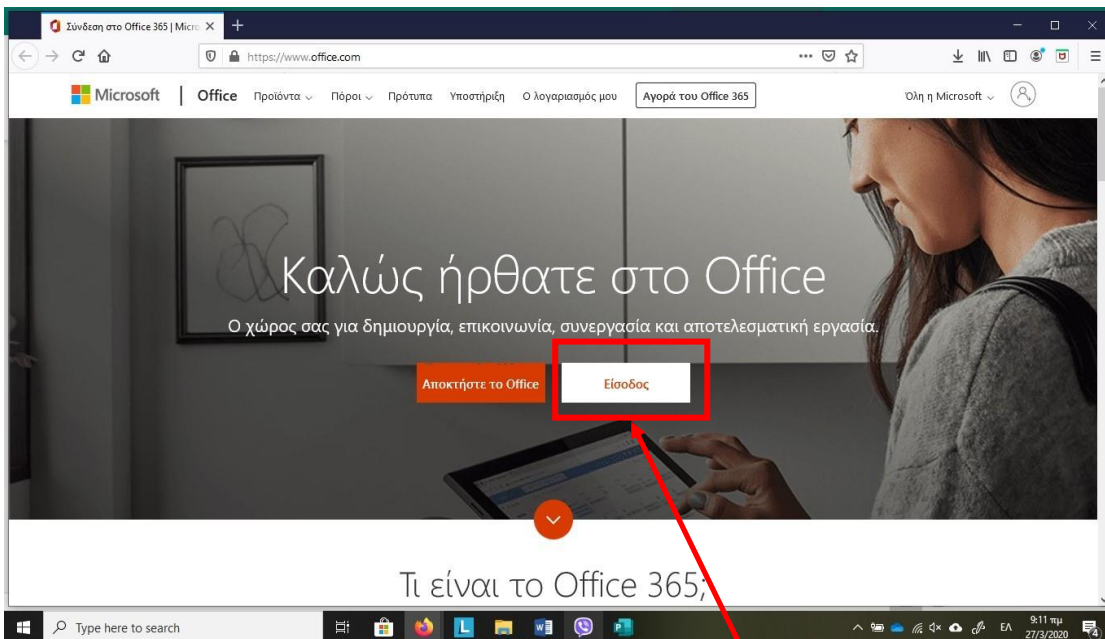 Σύνδεση στο Office 365 | Micro
https://www.office.com
Microsoft | Office Προϊόντα Πόροι Πρότυπα Υποστήριξη Ο λογαριασμός μου Αγορά του Office 365 Όλη η Microsoft
Καλώς ήρθατε στο Office
Ο χώρος σας για δημιουργία, επικοινωνία, συνεργασία και αποτελεσματική εργασία.
Αποκτήστε το Office Είσοδος
Τι είναι το Office 365;
Type here to search L ΕΛ 9:11 πμ
27/3/2020